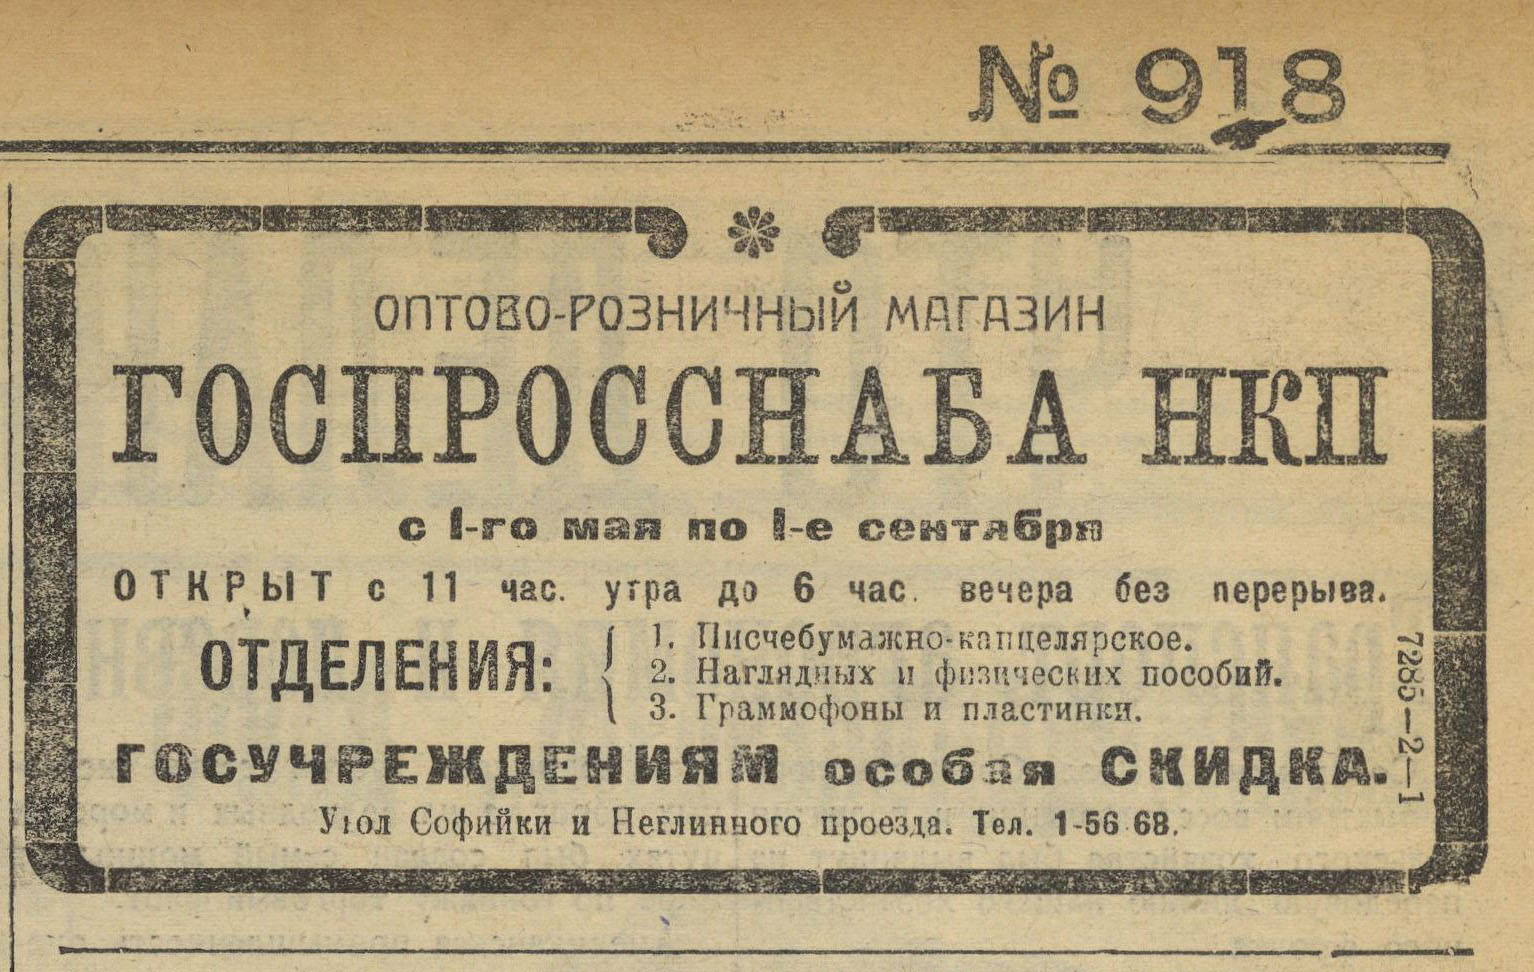 № 918
ОПТОВО-РОЗНИЧНЫЙ МАГАЗИН
ГОСПРОССНАБА НКП
с 1-го мая по 1-е сентября
ОТКРЫТ с 11 час. утра до 6 час. вечера без перерыва.
ОТДЕЛЕНИЯ:
1. Писчебумажно-канцелярское.
2. Наглядных и физических пособий.
3. Граммофоны и пластинки.
ГОСУЧРЕЖДЕНИЯМ особая СКИДКА.
Угол Софийки и Неглинного проезда. Тел. 1-56 68.
7285—2—1